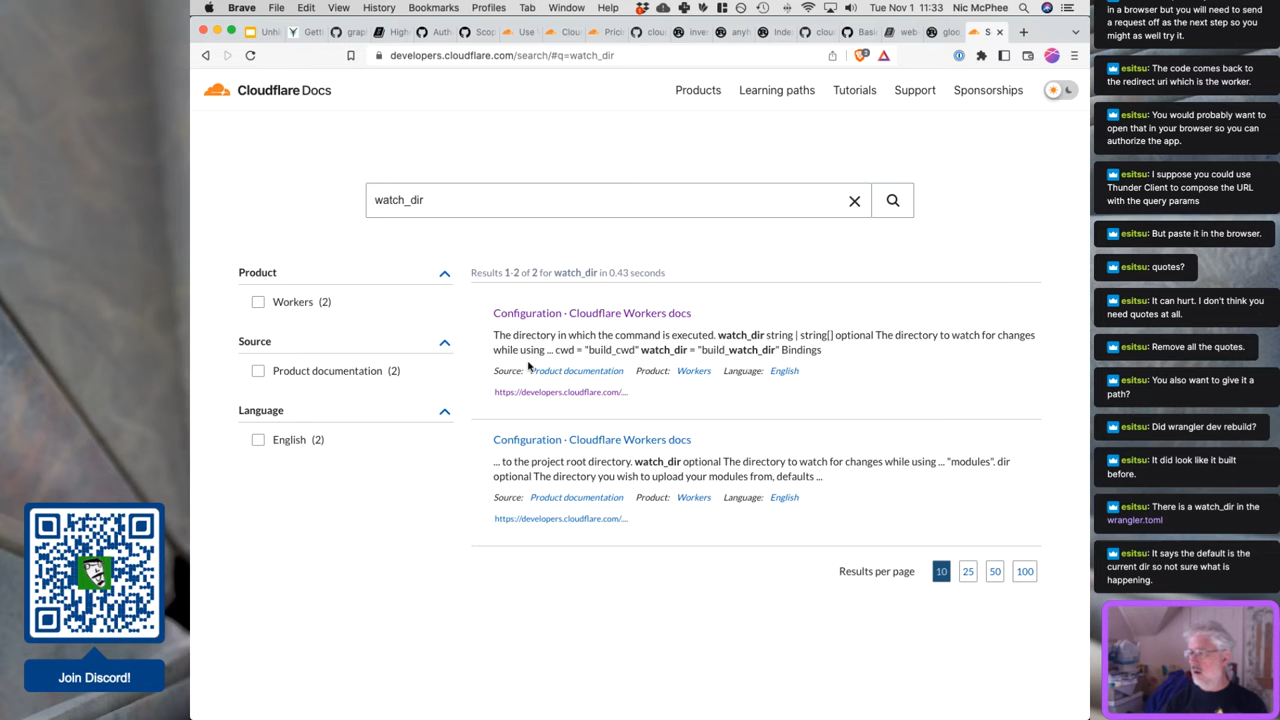 Brave File Edit View History Bookmarks Profiles Tab Window Help
Tue Nov 1 11:33 Nic McPhee
developers.cloudflare.com/search/#q=watch_dir
Cloudflare Docs
Products Learning paths Tutorials Support Sponsorships
watch_dir
Product
Workers (2)
Source
Product documentation (2)
Language
English (2)
Results 1-2 of 2 for watch_dir in 0.43 seconds
Configuration · Cloudflare Workers docs
The directory in which the command is executed. watch_dir string | string[] optional The directory to watch for changes
while using ... cwd = "build_cwd" watch_dir = "build_watch_dir" Bindings
Source: Product documentation Product: Workers Language: English
https://developers.cloudflare.com/...
Configuration · Cloudflare Workers docs
... to the project root directory. watch_dir optional The directory to watch for changes while using ... "modules". dir
optional The directory you wish to upload your modules from, defaults ...
Source: Product documentation Product: Workers Language: English
https://developers.cloudflare.com/...
Results per page 10 25 50 100
in a browser but you will need to
send a request off as the next step so you
might as well try it.
esitsu: The code comes back to
the redirect uri which is the worker.
esitsu: You would probably want to
open that in your browser so you can
authorize the app.
esitsu: I suppose you could use
Thunder Client to compose the URL
with the query params
esitsu: But paste it in the browser.
esitsu: quotes?
esitsu: It can hurt. I don't think you
need quotes at all.
esitsu: Remove all the quotes.
esitsu: You also want to give it a
path?
esitsu: Did wrangler dev rebuild?
esitsu: It did look like it built
before.
esitsu: There is a watch_dir in the
wrangler.toml
esitsu: It says the default is the
current dir so not sure what is
happening.
Join Discord!